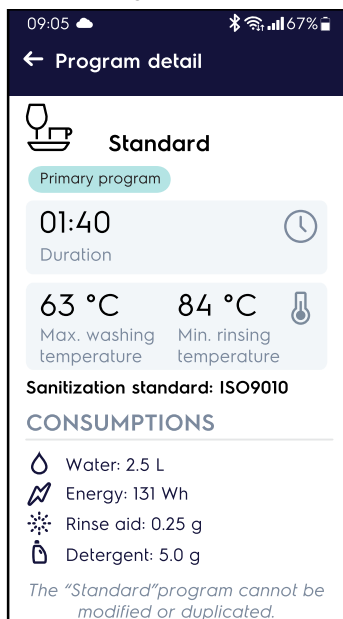 09:05 67%
← Program detail
Standard
Primary program
01:40
Duration
63 °C 84 °C
Max. washing Min. rinsing
temperature temperature
Sanitization standard: ISO9010
CONSUMPTIONS
Water: 2.5 L
Energy: 131 Wh
Rinse aid: 0.25 g
Detergent: 5.0 g
The “Standard”program cannot be
modified or duplicated.